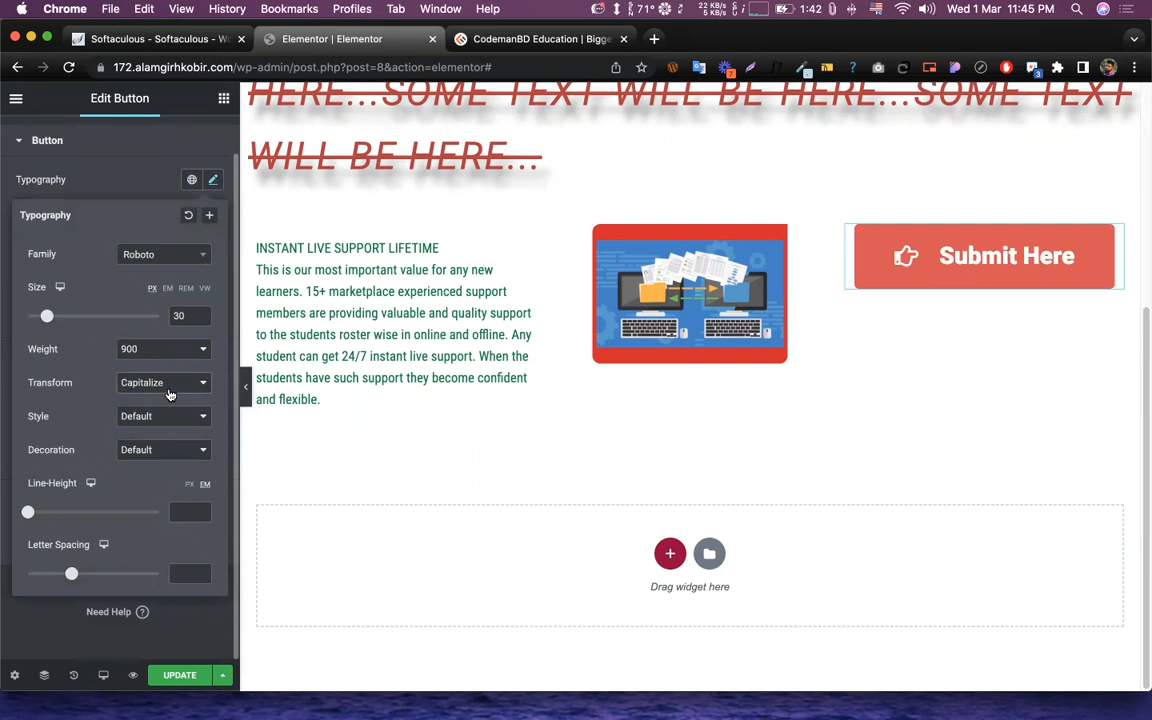 Chrome File Edit View History Bookmarks Profiles Tab Window Help 71° 22 KB/s 5 KB/s 1:42 Wed 1 Mar 11:45 PM
Softaculous - Softaculous - W Elementor | Elementor CodemanBD Education | Bigge
172.alamgirhkobir.com/wp-admin/post.php?post=8&action=elementor#
Edit Button
Button
Typography
Typography
Family Roboto
Size PX EM REM VW
30
Weight 900
Transform Capitalize
Style Default
Decoration Default
Line-Height PX EM
Letter Spacing
Need Help
UPDATE
HERE...SOME TEXT WILL BE HERE...SOME TEXT
WILL BE HERE...
INSTANT LIVE SUPPORT LIFETIME
This is our most important value for any new
learners. 15+ marketplace experienced support
members are providing valuable and quality support
to the students roster wise in online and offline. Any
student can get 24/7 instant live support. When the
students have such support they become confident
and flexible.
Submit Here
Drag widget here